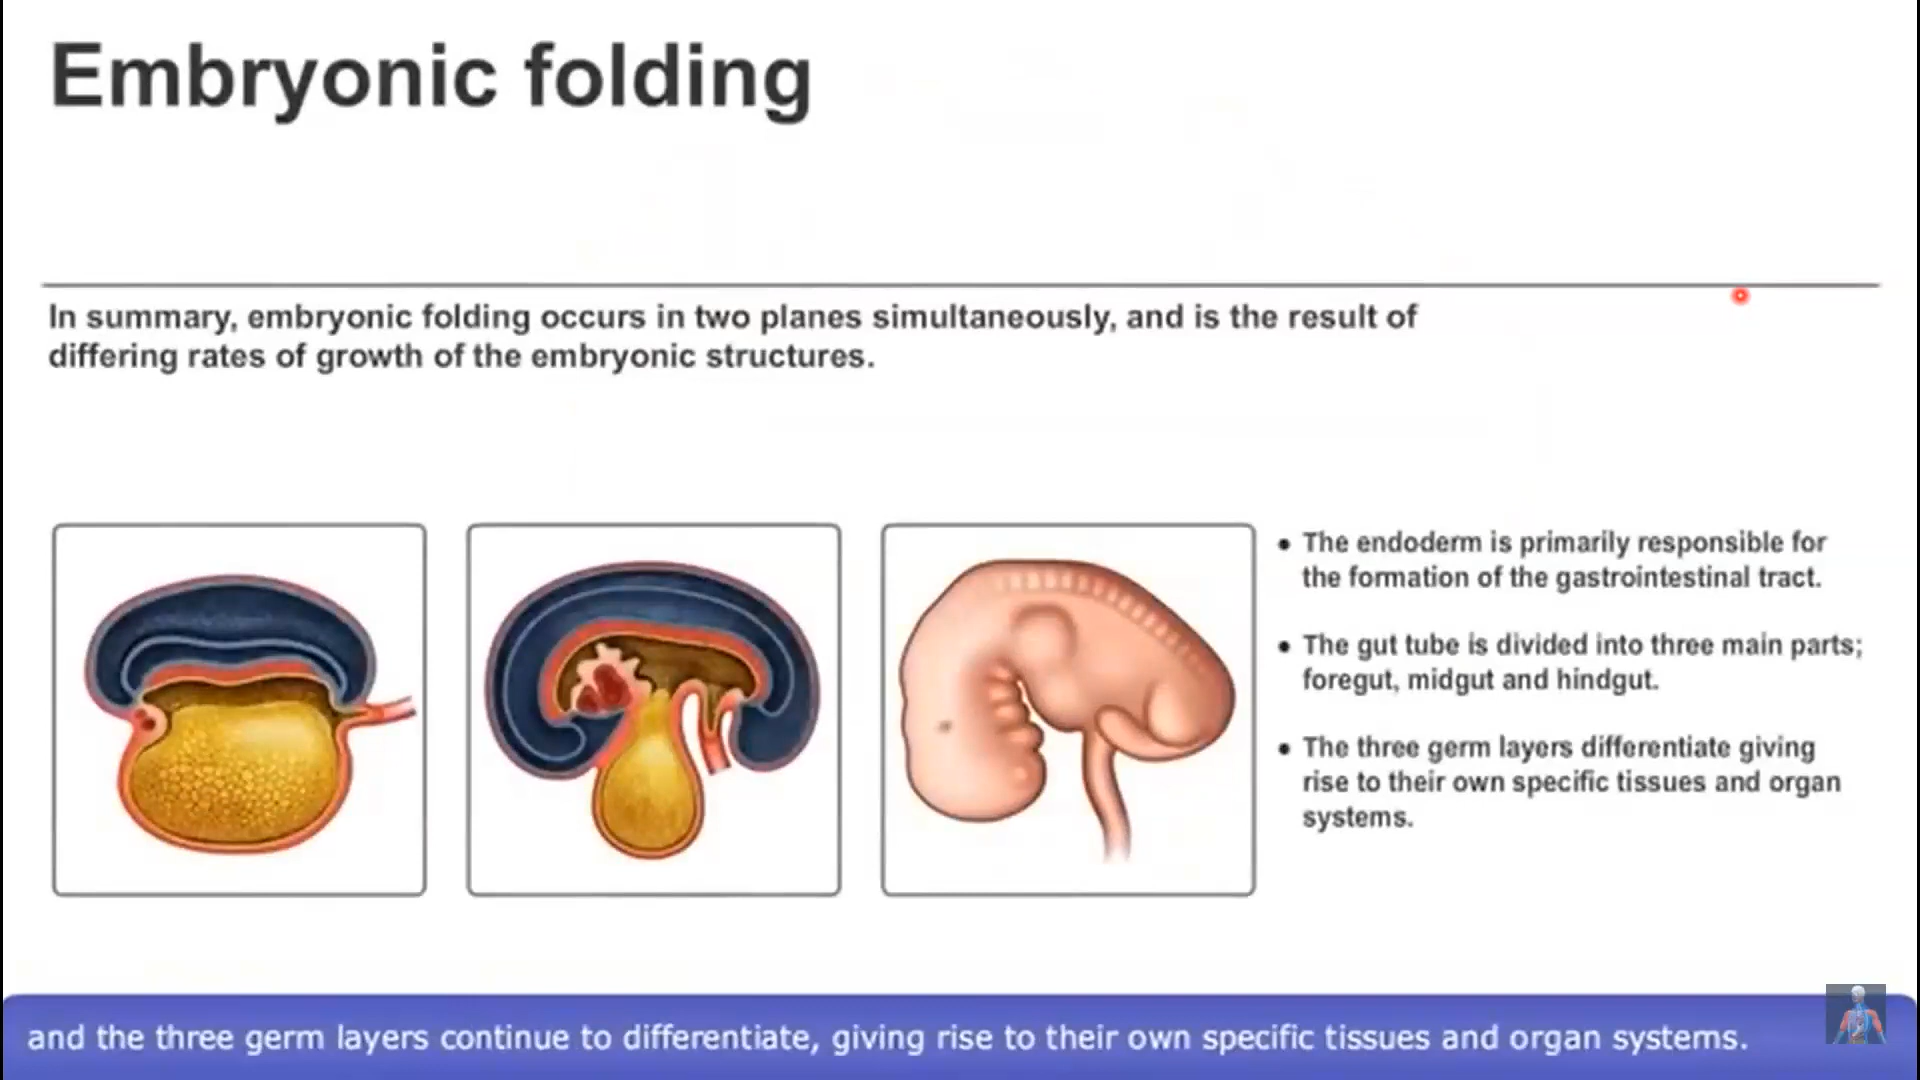 Embryonic folding
In summary, embryonic folding occurs in two planes simultaneously, and is the result of
differing rates of growth of the embryonic structures.
• The endoderm is primarily responsible for
the formation of the gastrointestinal tract.
• The gut tube is divided into three main parts;
foregut, midgut and hindgut.
• The three germ layers differentiate giving
rise to their own specific tissues and organ
systems.
and the three germ layers continue to differentiate, giving rise to their own specific tissues and organ systems.